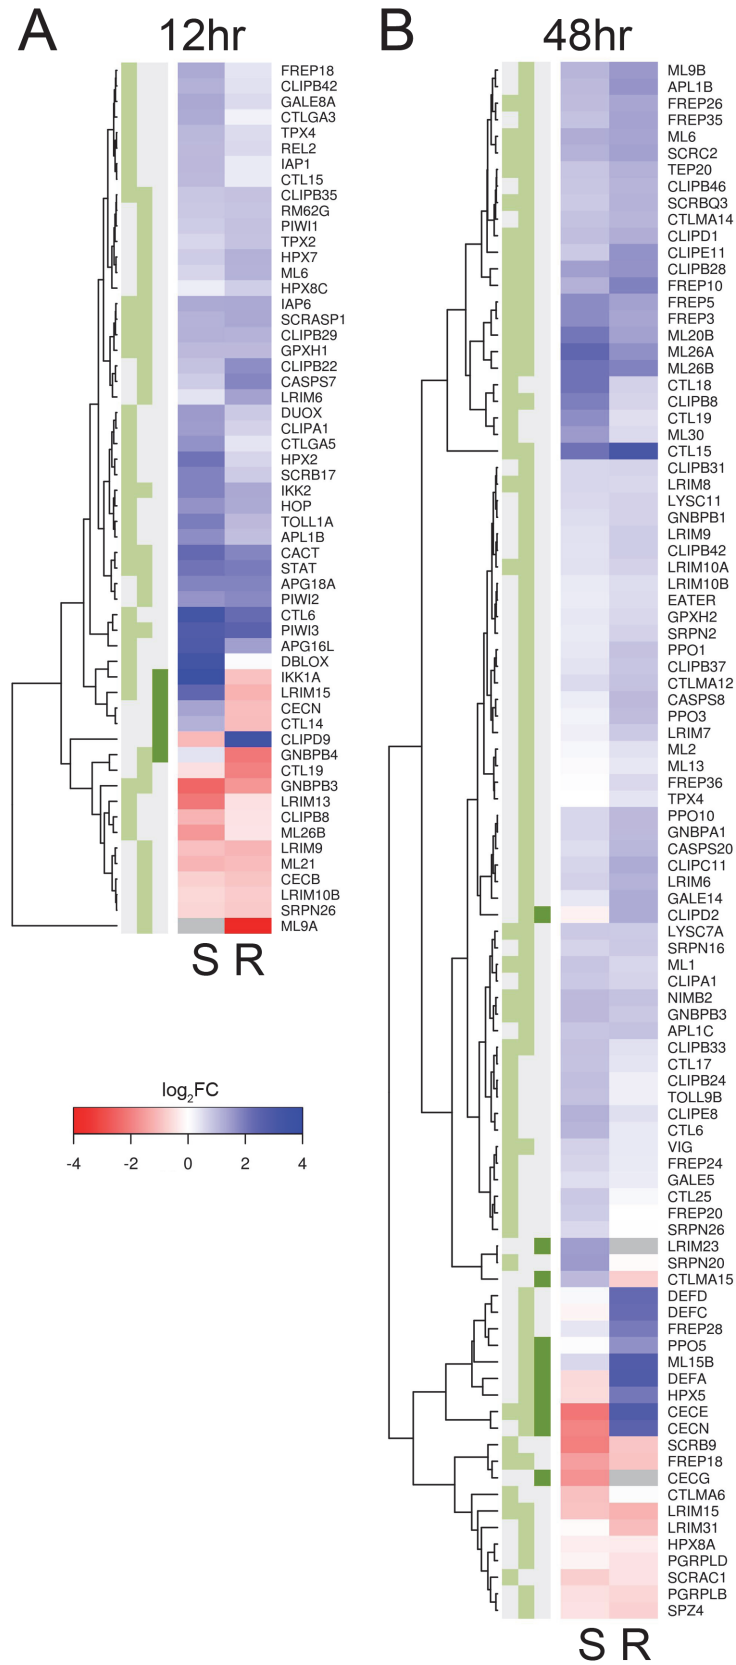 A
12hr
FREP18
CLIPB42
GALE8A
CTLGA3
TPX4
REL2
IAP1
CTL15
CLIPB35
RM62G
PIWI1
TPX2
HPX7
ML6
HPX8C
IAP6
SCRASP1
CLIPB29
GPXH1
CLIPB22
CASPS7
LRIM6
DUOX
CLIPA1
CTLGA5
HPX2
SCRB17
IKK2
HOP
TOLL1A
APL1B
CACT
STAT
APG18A
PIWI2
CTL6
PIWI3
APG16L
DBLOX
IKK1A
LRIM15
CECN
CTL14
CLIPD9
GNBPB4
CTL19
GNBPB3
LRIM13
CLIPB8
ML26B
LRIM9
ML21
CECB
LRIM10B
SRPN26
ML9A
S R
log2FC
-4 -2 0 2 4
B
48hr
ML9B
APL1B
FREP26
FREP35
ML6
SCRC2
TEP20
CLIPB46
SCRBQ3
CTLMA14
CLIPD1
CLIPE11
CLIPB28
FREP10
FREP5
FREP3
ML20B
ML26A
ML26B
CTL18
CLIPB8
CTL19
ML30
CTL15
CLIPB31
LRIM8
LYSC11
GNBPB1
LRIM9
CLIPB42
LRIM10A
LRIM10B
EATER
GPXH2
SRPN2
PPO1
CLIPB37
CTLMA12
CASPS8
PPO3
LRIM7
ML2
ML13
FREP36
TPX4
PPO10
GNBPA1
CASPS20
CLIPC11
LRIM6
GALE14
CLIPD2
LYSC7A
SRPN16
ML1
CLIPA1
NIMB2
GNBPB3
APL1C
CLIPB33
CTL17
CLIPB24
TOLL9B
CLIPE8
CTL6
VIG
FREP24
GALE5
CTL25
FREP20
SRPN26
LRIM23
SRPN20
CTLMA15
DEFD
DEFC
FREP28
PPO5
ML15B
DEFA
HPX5
CECE
CECN
SCRB9
FREP18
CECG
CTLMA6
LRIM15
LRIM31
HPX8A
PGRPLD
SCRAC1
PGRPLB
SPZ4
S R